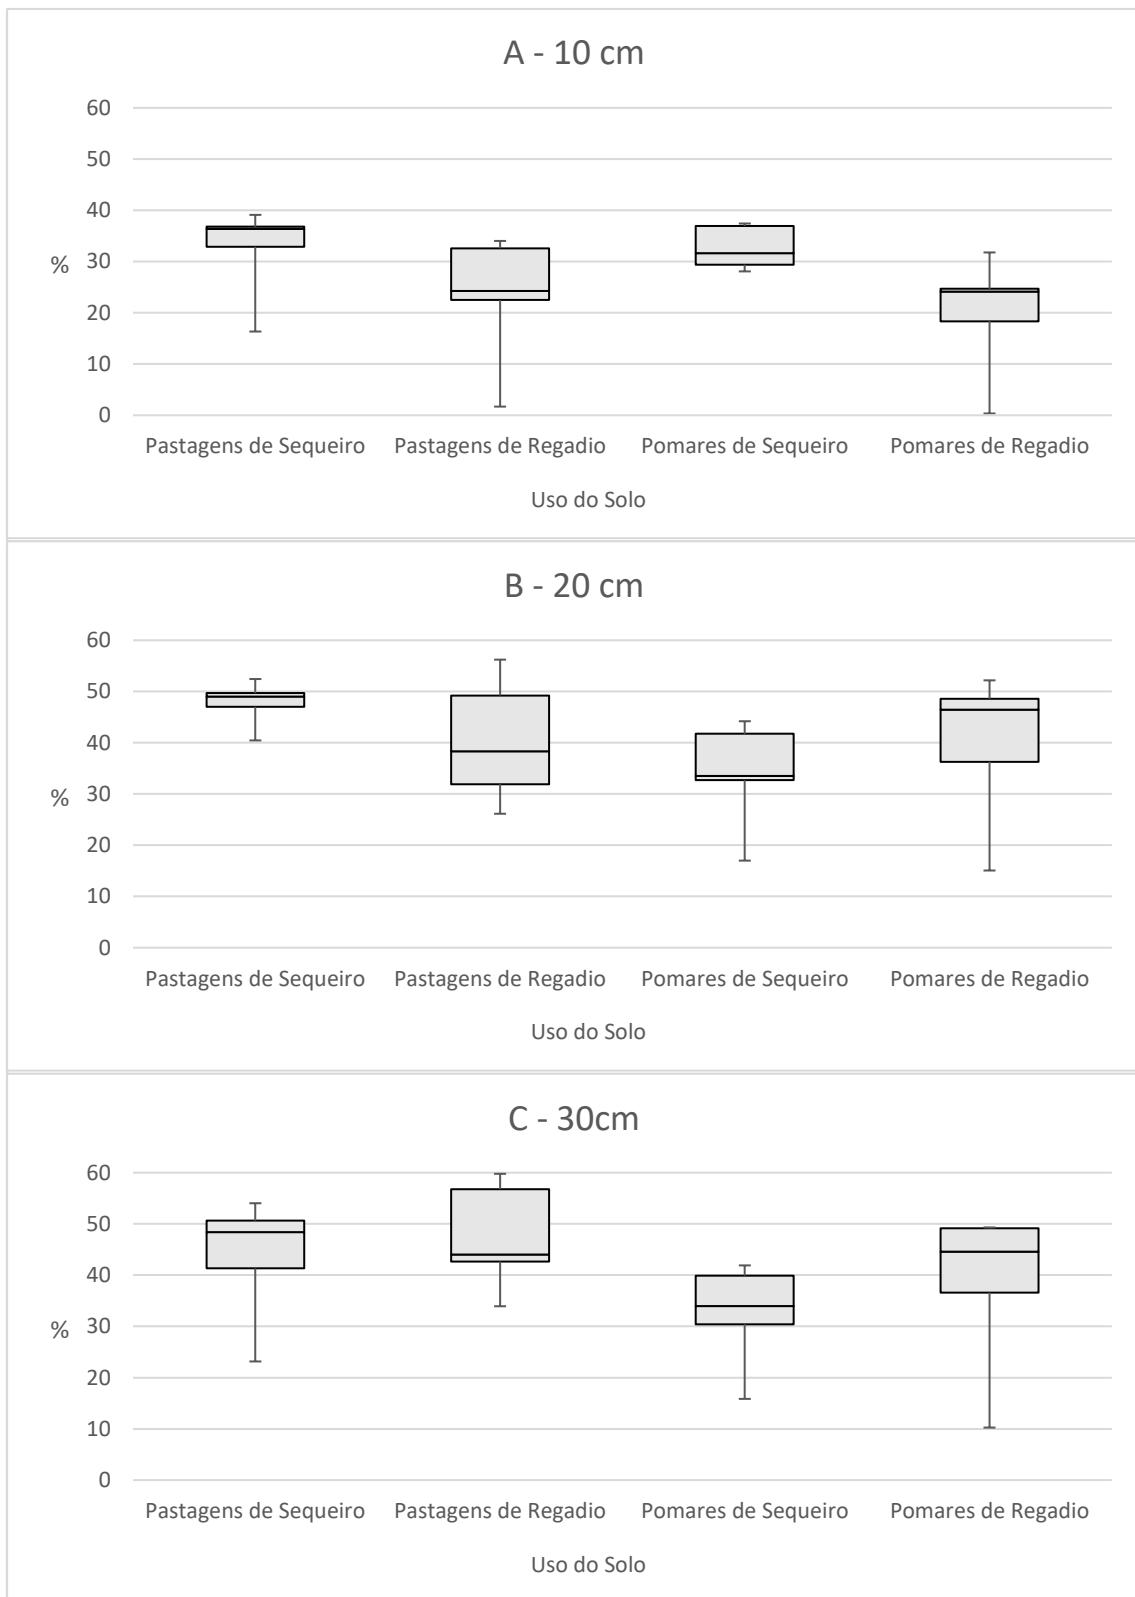 A - 10 cm
60
50
40
30
20
10
0
%
Pastagens de Sequeiro Pastagens de Regadio Pomares de Sequeiro Pomares de Regadio
Uso do Solo
B - 20 cm
60
50
40
30
20
10
0
%
Pastagens de Sequeiro Pastagens de Regadio Pomares de Sequeiro Pomares de Regadio
Uso do Solo
C - 30cm
60
50
40
30
20
10
0
%
Pastagens de Sequeiro Pastagens de Regadio Pomares de Sequeiro Pomares de Regadio
Uso do Solo